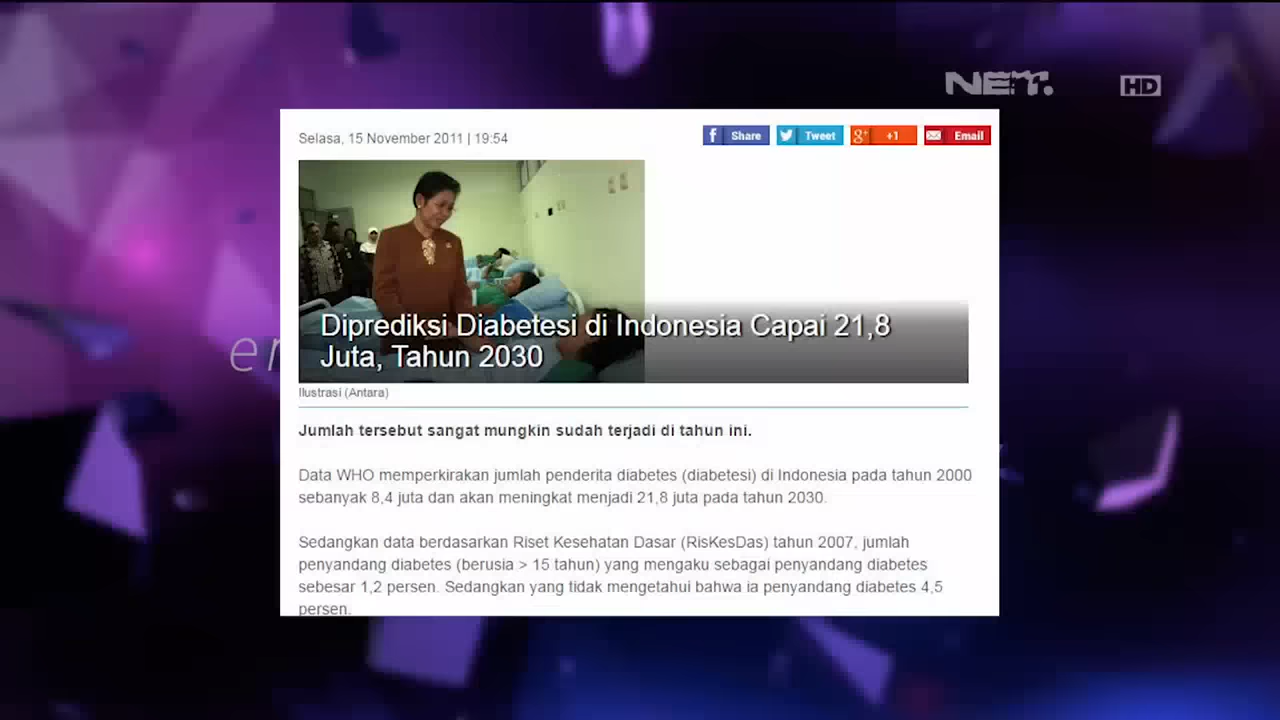 NET.
HD
Selasa, 15 November 2011 | 19:54
Share
Tweet
+1
Email
Diprediksi Diabetesi di Indonesia Capai 21,8
Juta, Tahun 2030
Ilustrasi (Antara)
Jumlah tersebut sangat mungkin sudah terjadi di tahun ini.
Data WHO memperkirakan jumlah penderita diabetes (diabetesi) di Indonesia pada tahun 2000
sebanyak 8,4 juta dan akan meningkat menjadi 21,8 juta pada tahun 2030.
Sedangkan data berdasarkan Riset Kesehatan Dasar (RisKesDas) tahun 2007, jumlah
penyandang diabetes (berusia > 15 tahun) yang mengaku sebagai penyandang diabetes
sebesar 1,2 persen. Sedangkan yang tidak mengetahui bahwa ia penyandang diabetes 4,5
persen.